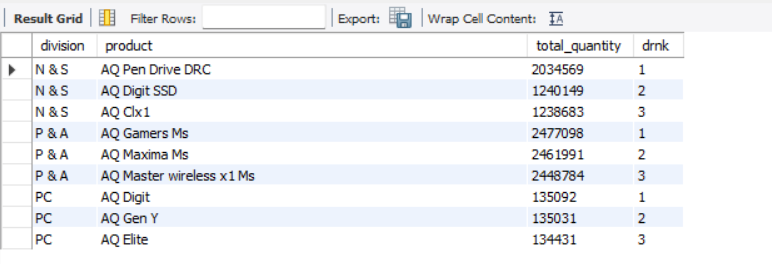 Result Grid Filter Rows: Export: Wrap Cell Content: IA
division product total_quantity drnk
N & S AQ Pen Drive DRC 2034569 1
N & S AQ Digit SSD 1240149 2
N & S AQ Clx1 1238683 3
P & A AQ Gamers Ms 2477098 1
P & A AQ Maxima Ms 2461991 2
P & A AQ Master wireless x1 Ms 2448784 3
PC AQ Digit 135092 1
PC AQ Gen Y 135031 2
PC AQ Elite 134431 3